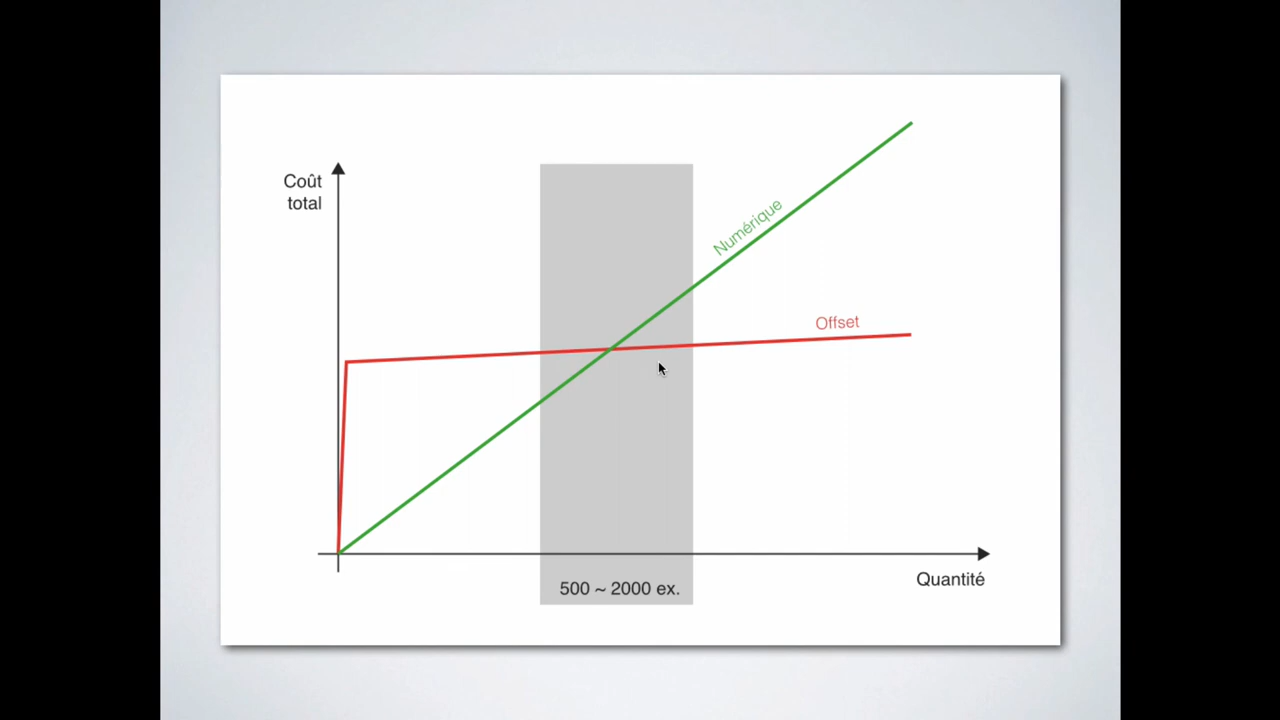 Coût
total
Numérique
Offset
500 ~ 2000 ex.
Quantité